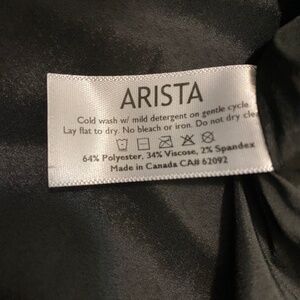 ARISTA
Cold wash w/ mild detergent on gentle cycle.
Lay flat to dry. No bleach or iron. Do not dry
64% Polyester, 34% Viscose, 2% Spandex
Made in Canada CA# 62092